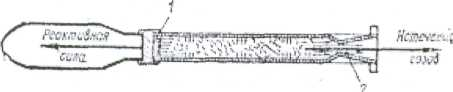 1
Реактивная
сила
Истечение
газов
2